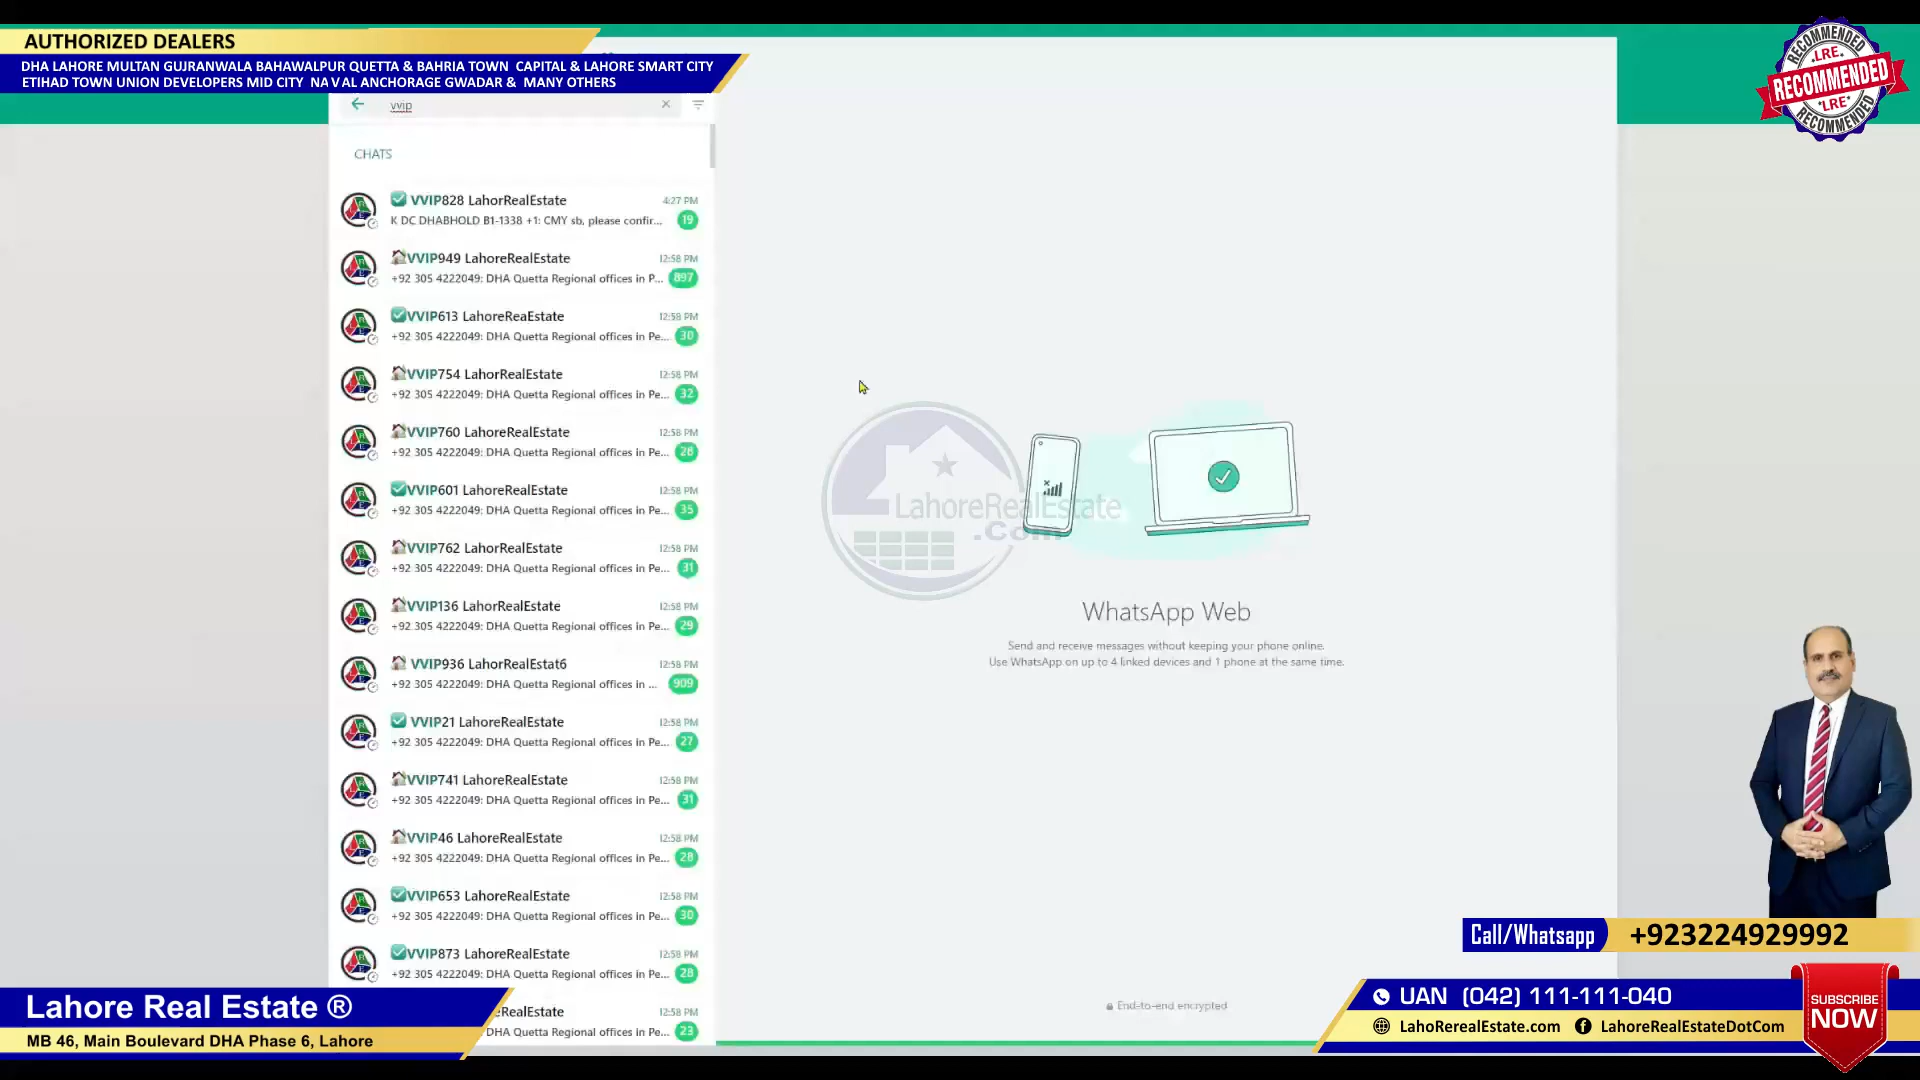 AUTHORIZED DEALERS
DHA LAHORE MULTAN GUJRANWALA BAHAWALPUR QUETTA & BAHRIA TOWN CAPITAL & LAHORE SMART CITY
ETIHAD TOWN UNION DEVELOPERS MID CITY NAVAL ANCHORAGE GWADAR & MANY OTHERS
RECOMMENDED
.LRE.
RECOMMENDED
"LRE"
RECOMMENDED
vvip
CHATS
VVIP828 LahorRealEstate 4:27 PM
K DC DHABHOLD B1-1338 +1: CMY sb, please confir... 19
VVIP949 LahoreRealEstate 12:58 PM
+92 305 4222049: DHA Quetta Regional offices in P... 897
VVIP613 LahoreReaEstate 12:58 PM
+92 305 4222049: DHA Quetta Regional offices in Pe... 30
VVIP754 LahorRealEstate 12:58 PM
+92 305 4222049: DHA Quetta Regional offices in Pe... 32
VVIP760 LahoreRealEstate 12:58 PM
+92 305 4222049: DHA Quetta Regional offices in Pe... 28
VVIP601 LahoreRealEstate 12:58 PM
+92 305 4222049: DHA Quetta Regional offices in Pe... 35
VVIP762 LahorRealEstate 12:58 PM
+92 305 4222049: DHA Quetta Regional offices in Pe... 31
VVIP136 LahorRealEstate 12:58 PM
+92 305 4222049: DHA Quetta Regional offices in Pe... 29
VVIP936 LahorRealEstat6 12:58 PM
+92 305 4222049: DHA Quetta Regional offices in ... 909
VVIP21 LahoreRealEstate 12:58 PM
+92 305 4222049: DHA Quetta Regional offices in Pe... 27
VVIP741 LahoreRealEstate 12:58 PM
+92 305 4222049: DHA Quetta Regional offices in Pe... 31
VVIP46 LahoreRealEstate 12:58 PM
+92 305 4222049: DHA Quetta Regional offices in Pe... 28
VVIP653 LahoreRealEstate 12:58 PM
+92 305 4222049: DHA Quetta Regional offices in Pe... 30
VVIP873 LahoreRealEstate 12:58 PM
+92 305 4222049: DHA Quetta Regional offices in Pe... 28
eRealEstate 12:58 PM
DHA Quetta Regional offices in Pe... 23
LahoreRealEstate
.Com
WhatsApp Web
Send and receive messages without keeping your phone online.
Use WhatsApp on up to 4 linked devices and 1 phone at the same time.
End-to-end encrypted
Call/Whatsapp +923224929992
Lahore Real Estate ®
MB 46, Main Boulevard DHA Phase 6, Lahore
UAN (042) 111-111-040
LahoRerealEstate.com LahoreRealEstateDotCom
SUBSCRIBE
NOW